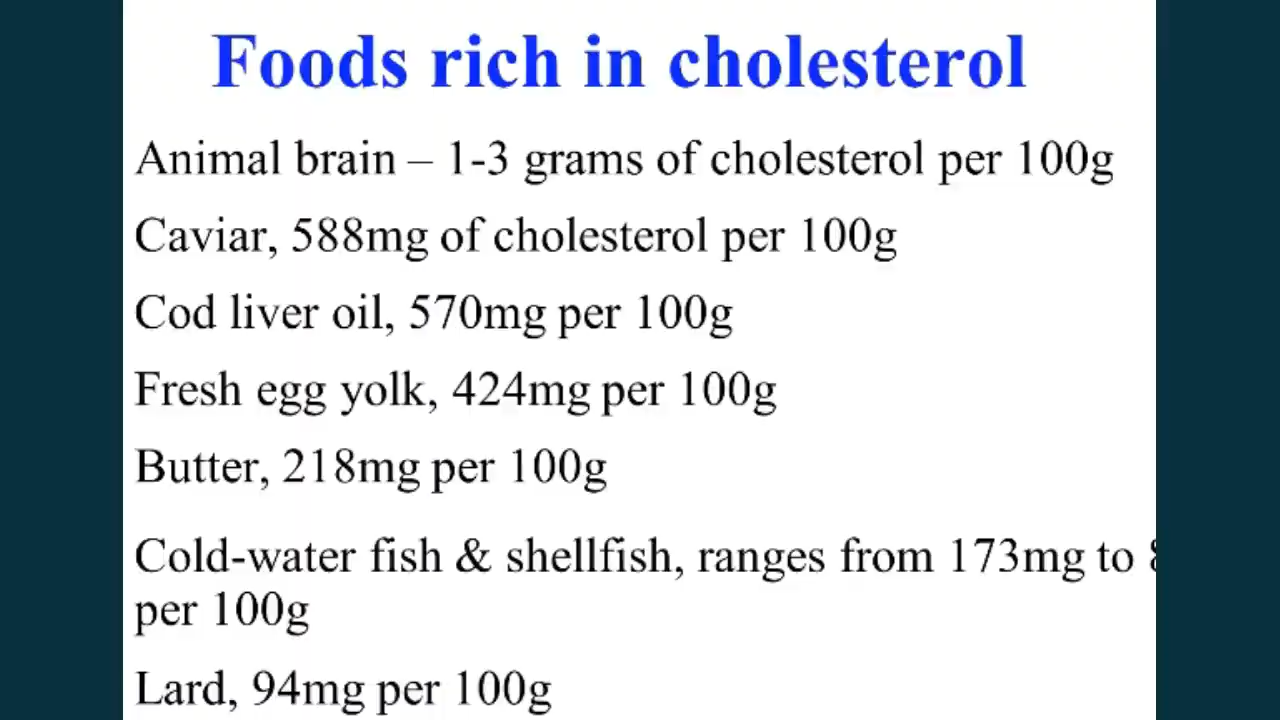 Foods rich in cholesterol
Animal brain – 1-3 grams of cholesterol per 100g
Caviar, 588mg of cholesterol per 100g
Cod liver oil, 570mg per 100g
Fresh egg yolk, 424mg per 100g
Butter, 218mg per 100g
Cold-water fish & shellfish, ranges from 173mg to
per 100g
Lard, 94mg per 100g